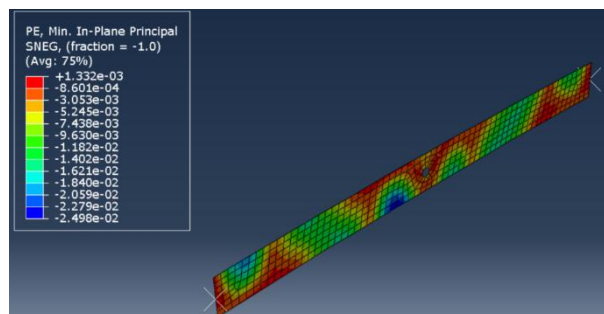 PE, Min. In-Plane Principal
SNEG, (fraction = -1.0)
(Avg: 75%)
+1.332e-03
-8.601e-04
-3.053e-03
-5.245e-03
-7.438e-03
-9.630e-03
-1.182e-02
-1.402e-02
-1.621e-02
-1.840e-02
-2.059e-02
-2.279e-02
-2.498e-02